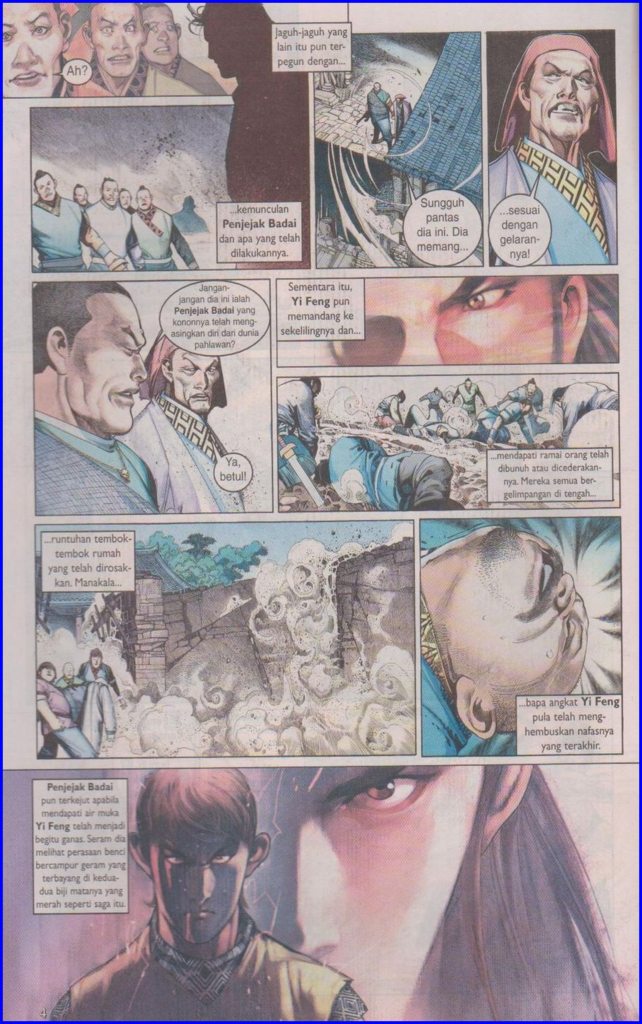 Ah?
Jaguh-jaguh yang
lain itu pun ter-
pegun dengan...
...kemunculan
Penjejak Badai
dan apa yang telah
dilakukannya.
Sungguh
pantas
dia ini. Dia
memang...
...sesuai
dengan
gelaran-
nya!
Jangan-
jangan dia ini ialah
Penjejak Badai yang
kononnya telah meng-
asingkan diri dari dunia
pahlawan?
Ya,
betul!
Sementara itu,
Yi Feng pun
memandang ke
sekelilingnya dan...
...mendapati ramai orang telah
dibunuh atau dicederakan-
nya. Mereka semua ber-
gelimpangan di tengah...
...runtuhan tembok-
tembok rumah
yang telah dirosak-
kan. Manakala...
...bapa angkat Yi Feng
pula telah meng-
hembuskan nafasnya
yang terakhir.
Penjejak Badai
pun terkejut apabila
mendapati air muka
Yi Feng telah menjadi
begitu ganas. Seram dia
melihat perasaan benci
bercampur geram yang
terbayang di kedua-
dua biji matanya yang
merah seperti saga itu.
4